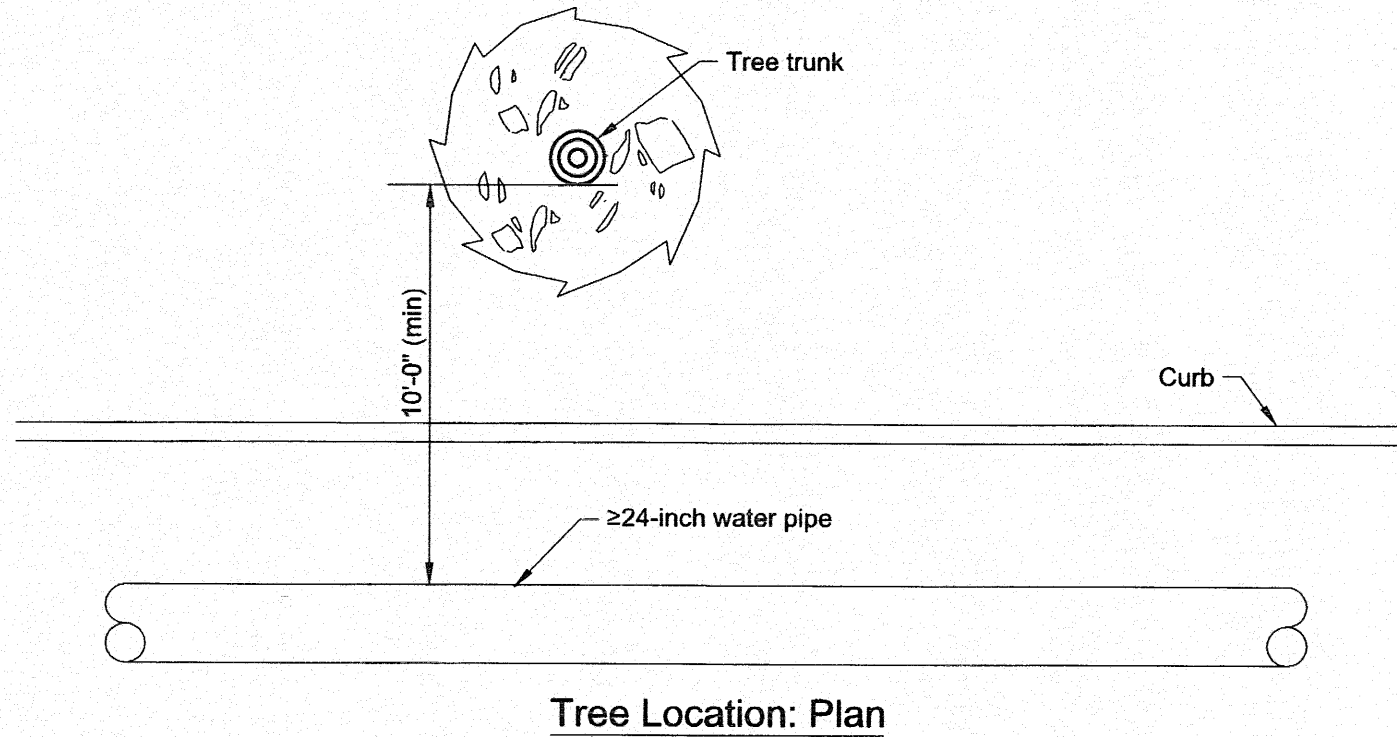 Tree trunk
10'-0" (min)
Curb
≥24-inch water pipe
Tree Location: Plan